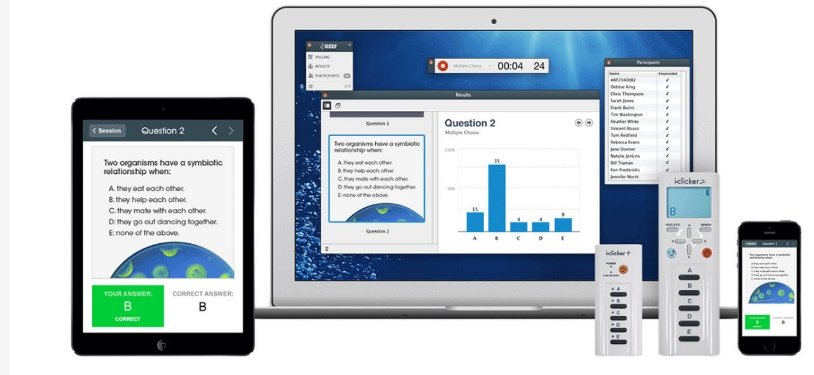 Session
Question 2
Two organisms have a symbiotic
relationship when:
A. they eat each other.
B. they help each other.
C. they mate with each other.
D: they go out dancing together.
E: none of the above.
YOUR ANSWER:
B
CORRECT
CORRECT ANSWER:
B
REEF
POLLING
RESULTS
PARTICIPANTS
Multiple Choice
00:04
24
Results
Question 1
Two organisms have a symbiotic
relationship when:
A. they eat each other.
B. they help each other.
C. they mate with each other.
D: they go out dancing together.
E: none of the above.
Question 2
Question 2
Multiple Choice
100%
50%
15
35
4
4
8
A
B
C
D
E
Participants
Name
Responded
Debbie King
Chris Thompson
Sarah Jones
Frank Burns
Tim Washington
Heather White
Vincent Russo
Tom Redfield
Rebecca Evans
Jane Donner
Natalie Jenkins
Bill Truman
Ken Fredericks
Jennifer North
i>clicker+
POWER
A
B
C
D
E
i>clicker2
B
DELETE
SEND
A
B
C
D
E
Question 2